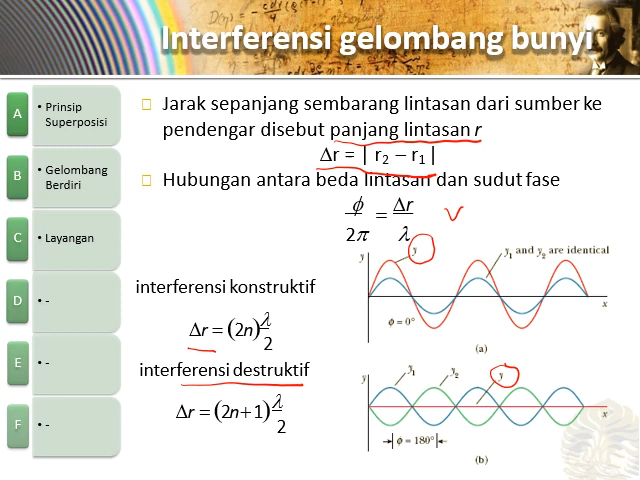 Interferensi gelombang bunyi
A
• Prinsip
Superposisi
B
• Gelombang
Berdiri
C
• Layangan
D
• -
E
• -
F
• -
Jarak sepanjang sembarang lintasan dari sumber ke
pendengar disebut panjang lintasan r
Δr = | r₂ – r₁ |
Hubungan antara beda lintasan dan sudut fase
ϕ/2π = Δr/λ
interferensi konstruktif
Δr = (2n) λ/2
interferensi destruktif
Δr = (2n+1) λ/2
y
y
y₁ and y₂ are identical
x
ϕ = 0°
(a)
y
y₁
y₂
y
x
ϕ = 180°
(b)